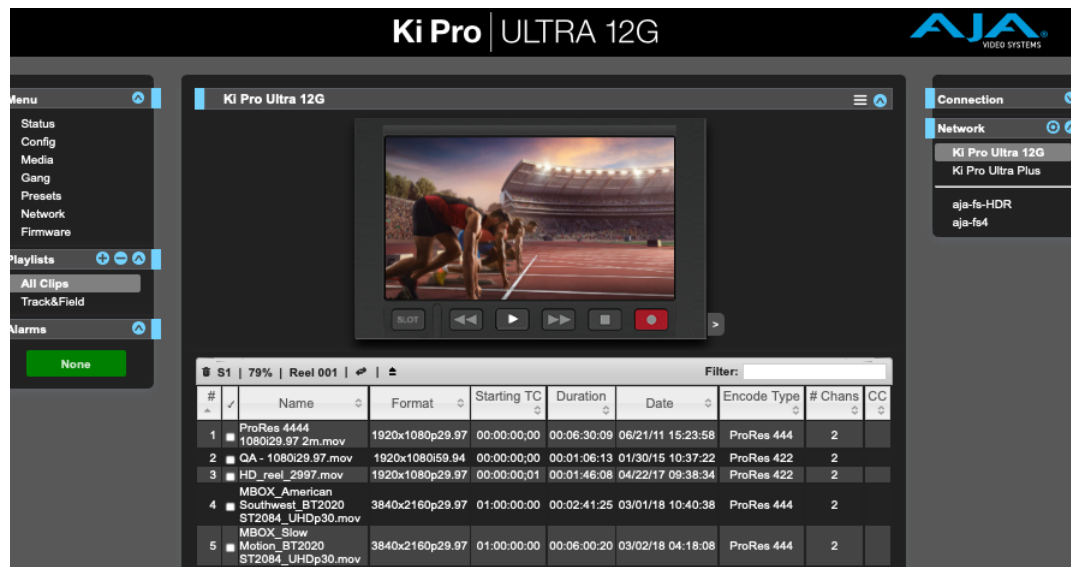 Ki Pro ULTRA 12G
AJA
VIDEO SYSTEMS
Menu
Status
Config
Media
Gang
Presets
Network
Firmware
Playlists
All Clips
Track&Field
Alarms
None
Ki Pro Ultra 12G
SLOT
>
Connection
Network
Ki Pro Ultra 12G
Ki Pro Ultra Plus
aja-fs-HDR
aja-fs4
S1 | 79% | Reel 001 | | Filter:
# ✓ Name Format Starting TC Duration Date Encode Type # Chans CC
1 ProRes 4444 1080i29.97 2m.mov 1920x1080p29.97 00:00:00;00 00:06:30:09 06/21/11 15:23:58 ProRes 444 2
2 QA - 1080i29.97.mov 1920x1080i59.94 00:00:00;00 00:01:06:13 01/30/15 10:37:22 ProRes 422 2
3 HD_reel_2997.mov 1920x1080p29.97 00:00:00;01 00:01:46:08 04/22/17 09:38:34 ProRes 422 2
4 MBOX_American Southwest_BT2020 ST2084_UHDp30.mov 3840x2160p29.97 01:00:00:00 00:02:41:25 03/01/18 10:40:38 ProRes 444 2
5 MBOX_Slow Motion_BT2020 ST2084_UHDp30.mov 3840x2160p29.97 01:00:00:00 00:06:00:20 03/02/18 04:18:08 ProRes 444 2